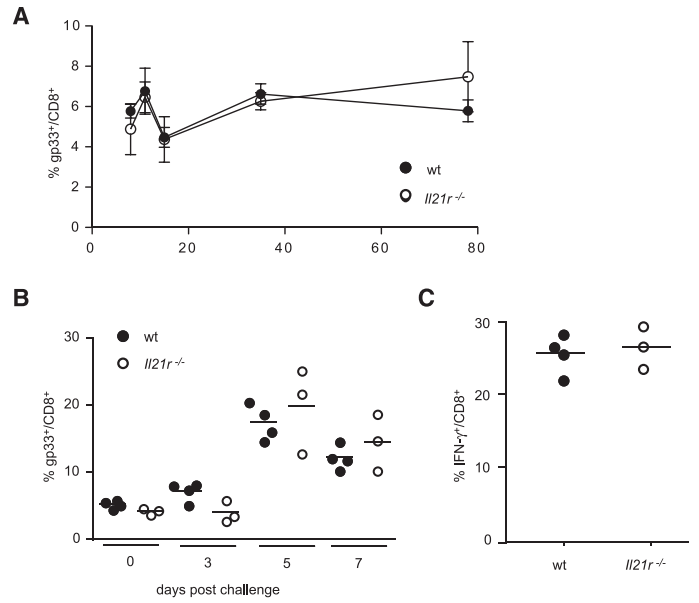 A
10
8
6
4
2
0
% gp33+/CD8+
wt
Il21r -/-
0 20 40 60 80
B
30
20
10
0
% gp33+/CD8+
wt
Il21r -/-
0 3 5 7
days post challenge
C
30
20
10
0
% IFN-γ+/CD8+
wt Il21r -/-